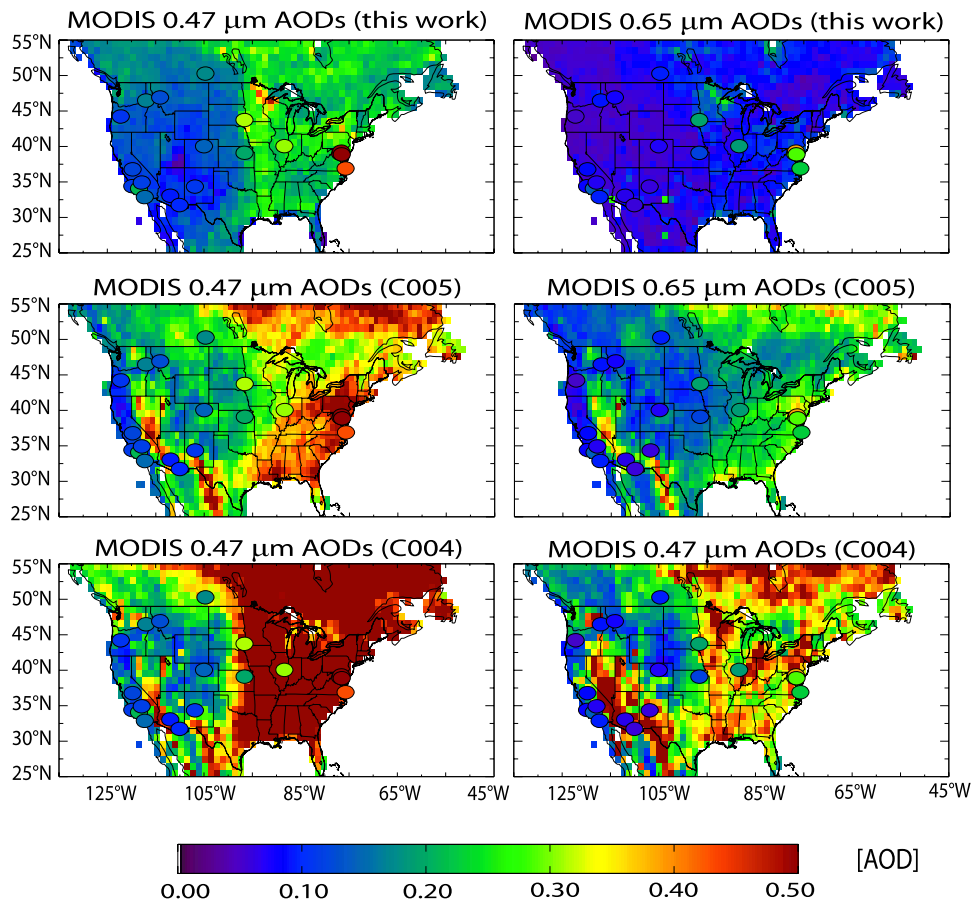 MODIS 0.47 μm AODs (this work)
MODIS 0.65 μm AODs (this work)
55°N
50°N
45°N
40°N
35°N
30°N
25°N
MODIS 0.47 μm AODs (C005)
MODIS 0.65 μm AODs (C005)
55°N
50°N
45°N
40°N
35°N
30°N
25°N
MODIS 0.47 μm AODs (C004)
MODIS 0.47 μm AODs (C004)
55°N
50°N
45°N
40°N
35°N
30°N
25°N
125°W 105°W 85°W 65°W 125°W 105°W 85°W 65°W 45°W
[AOD]
0.00 0.10 0.20 0.30 0.40 0.50